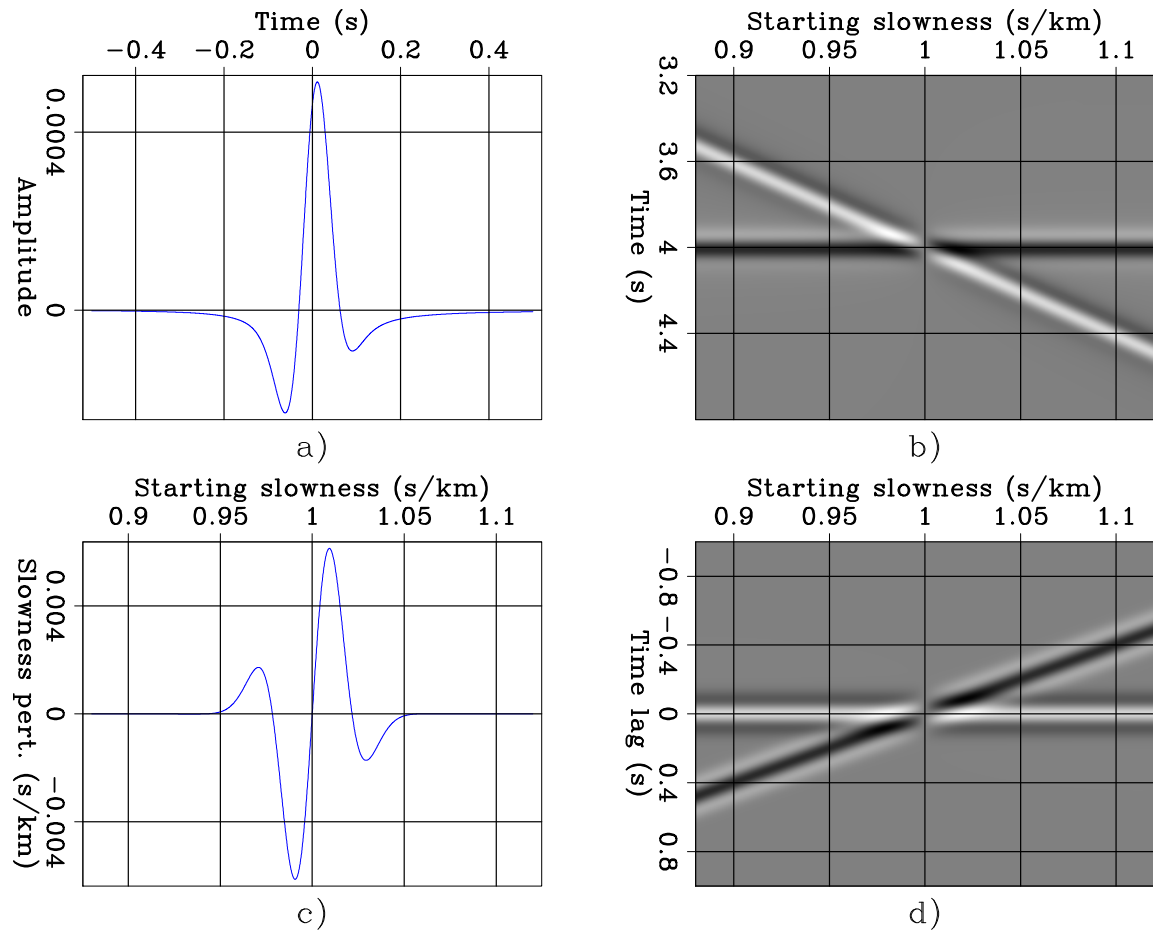 Time (s)
−0.4 −0.2 0 0.2 0.4
0.0004
0
Amplitude
a)
Starting slowness (s/km)
0.9 0.95 1 1.05 1.1
3.2
3.6
4
4.4
Time (s)
b)
Starting slowness (s/km)
0.9 0.95 1 1.05 1.1
0.004
0
−0.004
Slowness pert. (s/km)
c)
Starting slowness (s/km)
0.9 0.95 1 1.05 1.1
−0.8
−0.4
0
0.4
0.8
Time lag (s)
d)